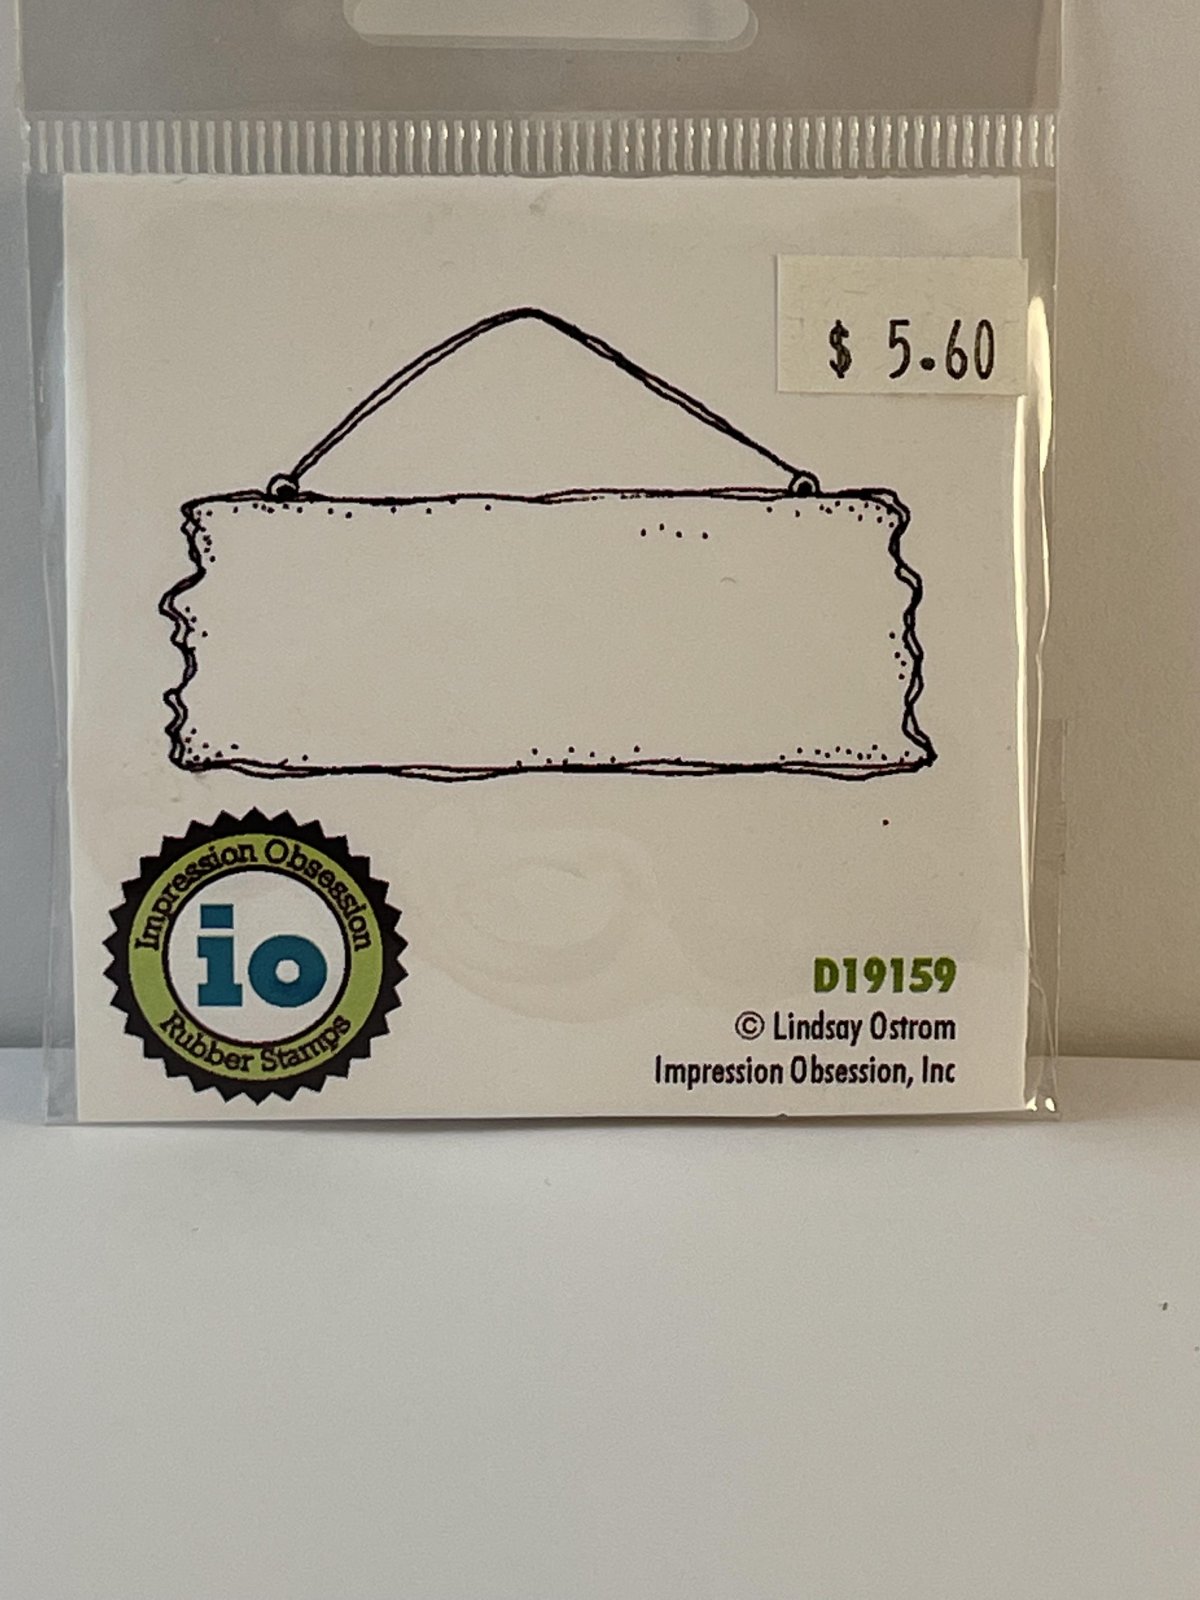 $ 5.60
Impression Obsession
io
Rubber Stamps
D19159
© Lindsay Ostrom
Impression Obsession, Inc